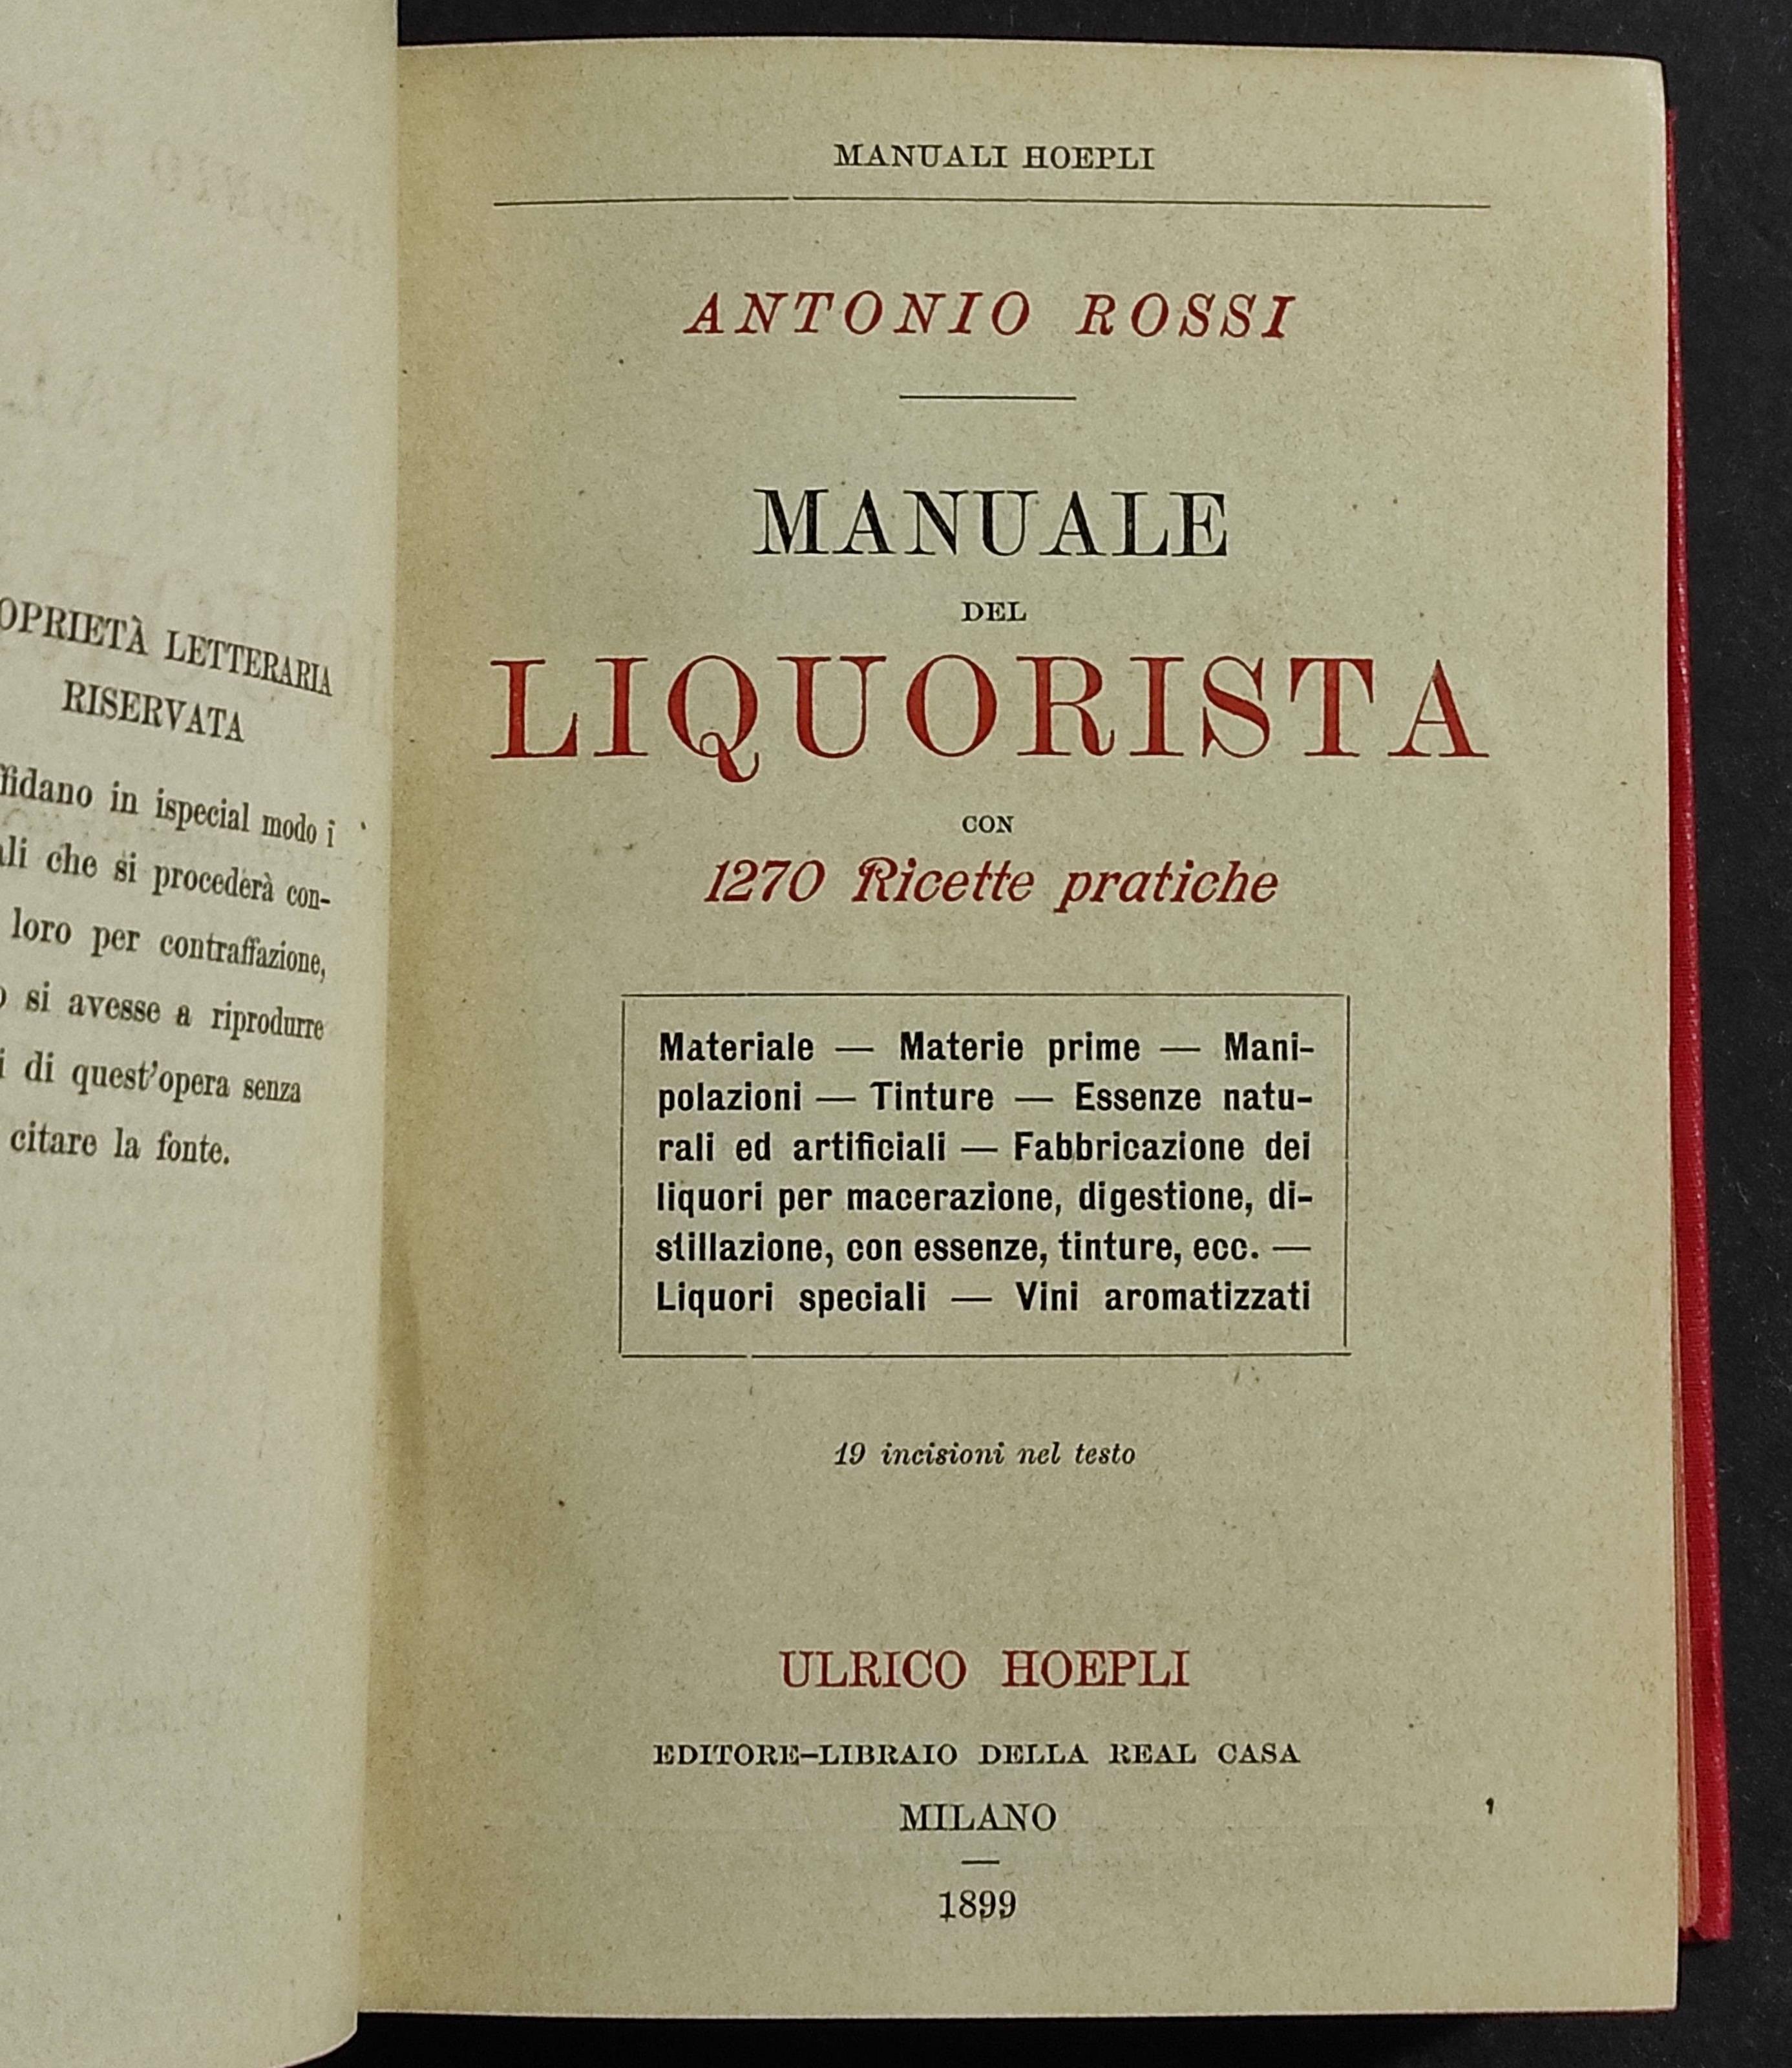 LETTERARIA
RISERVATA
in ispecial modo i
che si procederà con-
loro per contraffazione,
si avesse a riprodurre
di quest'opera senza
citare la fonte.
MANUALI HOEPLI
ANTONIO ROSSI
MANUALE
DEL
LIQUORISTA
CON
1270 Ricette pratiche
Materiale — Materie prime — Mani-
polazioni — Tinture — Essenze natu-
rali ed artificiali — Fabbricazione dei
liquori per macerazione, digestione, di-
stillazione, con essenze, tinture, ecc. —
Liquori speciali — Vini aromatizzati
19 incisioni nel testo
ULRICO HOEPLI
EDITORE-LIBRAIO DELLA REAL CASA
MILANO
1899